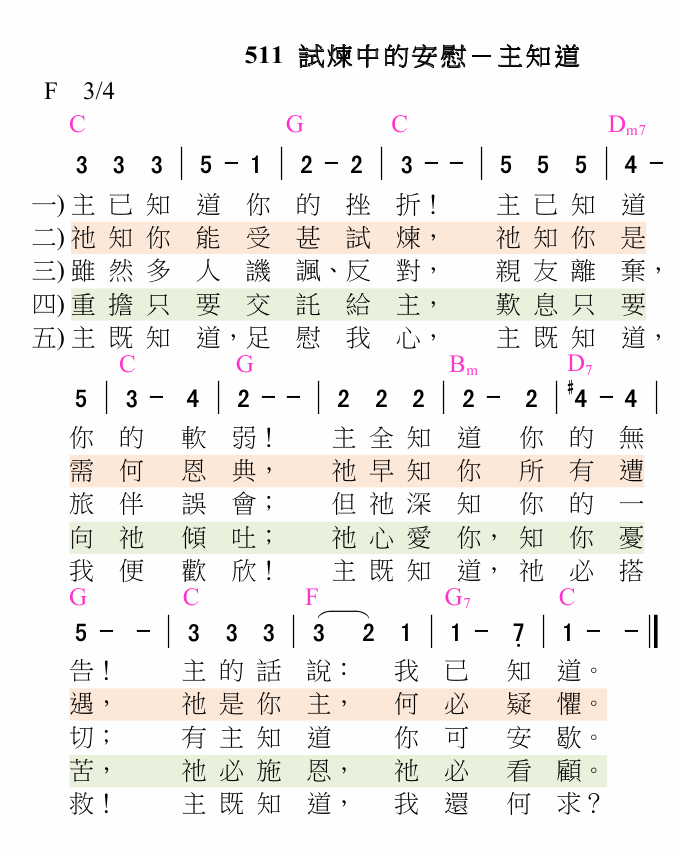 511 試煉中的安慰－主知道
F 3/4
C G C Dm7
3 3 3 | 5 - 1 | 2 - 2 | 3 - - | 5 5 5 | 4 -
一) 主已知道你的挫折！ 主已知道
二) 祂知你能受甚試煉， 祂知你是
三) 雖然多人譏諷、反對， 親友離棄，
四) 重擔只要交託給主， 歎息只要
五) 主既知道，足慰我心， 主既知道，
C G Bm D7
5 | 3 - 4 | 2 - - | 2 2 2 | 2 - 2 | #4 - 4 |
你的軟弱！ 主全知道你的無
需何恩典， 祂早知你所有遭
旅伴誤會； 但祂深知你的一
向祂傾吐； 祂心愛你，知你憂
我便歡欣！ 主既知道，祂必搭
G C F G7 C
5 - - | 3 3 3 | 3 2 1 | 1 - 7̣ | 1 - - ‖
告！ 主的話說：我已知道。
遇， 祂是你主，何必疑懼。
切； 有主知道 你可安歇。
苦， 祂必施恩，祂必看顧。
救！ 主既知道，我還何求？